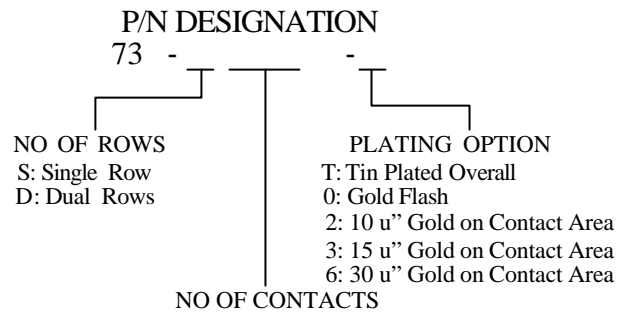 P/N DESIGNATION
73 - _ __ - _
NO OF ROWS
S: Single Row
D: Dual Rows
PLATING OPTION
T: Tin Plated Overall
0: Gold Flash
2: 10 u” Gold on Contact Area
3: 15 u” Gold on Contact Area
6: 30 u” Gold on Contact Area
NO OF CONTACTS